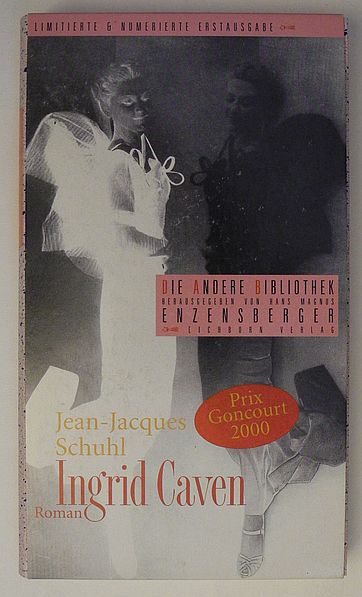 LIMITIERTE & NUMERIERTE ERSTAUSGABE
DIE ANDERE BIBLIOTHEK
HERAUSGEGEBEN VON HANS MAGNUS
ENZENSBERGER
EICHBORN VERLAG
Prix
Goncourt
2000
Jean-Jacques
Schuhl
Ingrid Caven
Roman